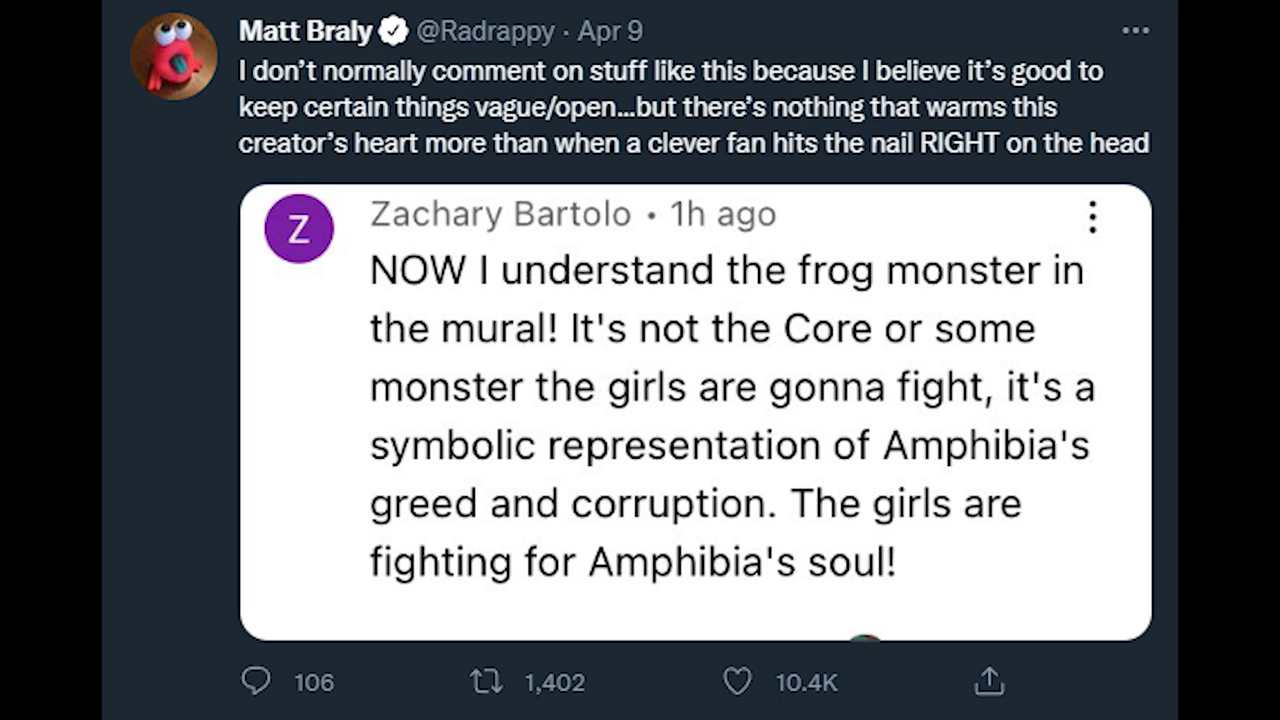 Matt Braly @Radrappy · Apr 9
I don’t normally comment on stuff like this because I believe it’s good to
keep certain things vague/open...but there’s nothing that warms this
creator’s heart more than when a clever fan hits the nail RIGHT on the head
Z
Zachary Bartolo • 1h ago
NOW I understand the frog monster in
the mural! It's not the Core or some
monster the girls are gonna fight, it's a
symbolic representation of Amphibia's
greed and corruption. The girls are
fighting for Amphibia's soul!
106 1,402 10.4K